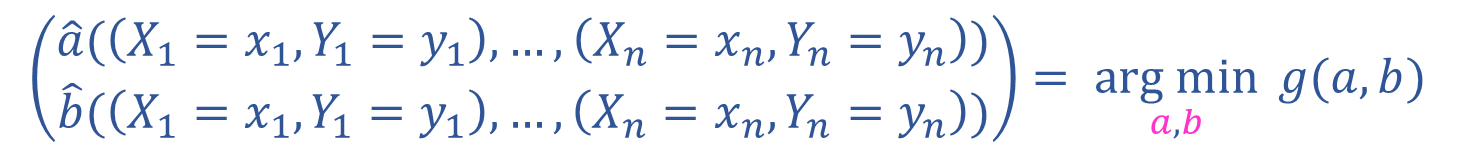 â((X₁ = x₁, Y₁ = y₁), … , (Xₙ = xₙ, Yₙ = yₙ))
b̂((X₁ = x₁, Y₁ = y₁), … , (Xₙ = xₙ, Yₙ = yₙ))
= arg min g(a, b)
a,b